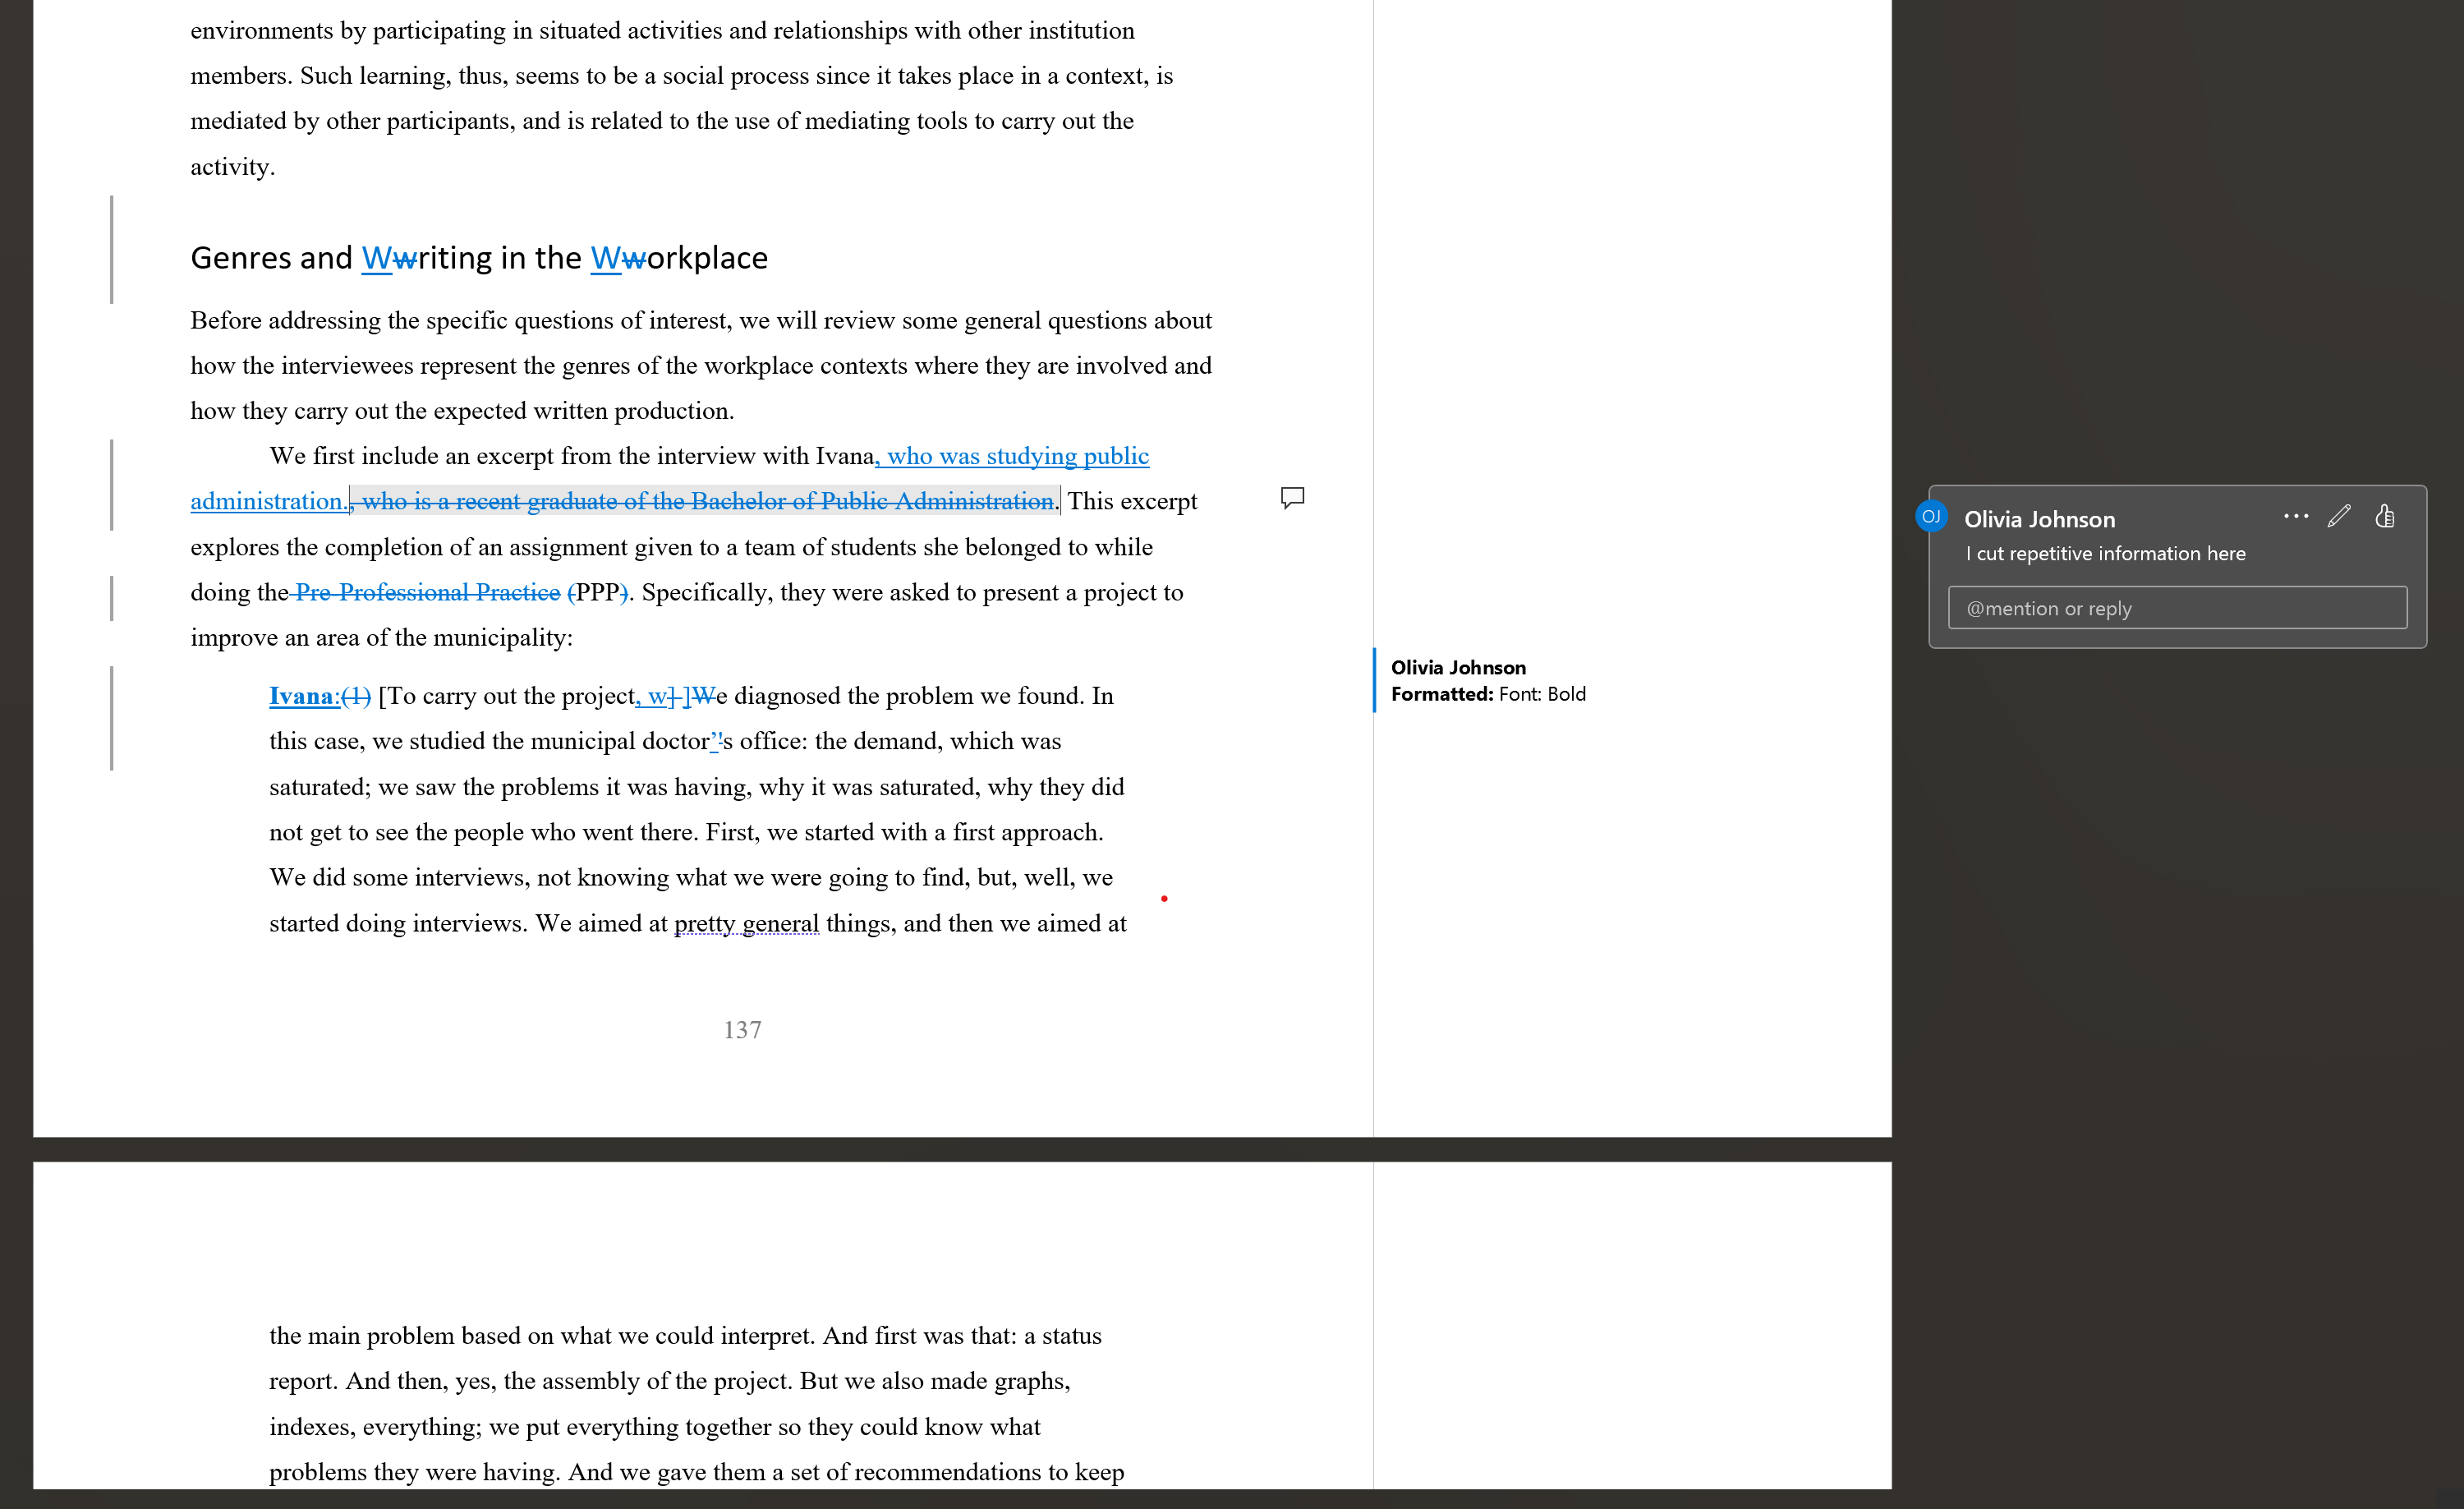 environments by participating in situated activities and relationships with other institution
members. Such learning, thus, seems to be a social process since it takes place in a context, is
mediated by other participants, and is related to the use of mediating tools to carry out the
activity.
Genres and Wwriting in the Wworkplace
Before addressing the specific questions of interest, we will review some general questions about
how the interviewees represent the genres of the workplace contexts where they are involved and
how they carry out the expected written production.
We first include an excerpt from the interview with Ivana, who was studying public
administration., who is a recent graduate of the Bachelor of Public Administration. This excerpt
explores the completion of an assignment given to a team of students she belonged to while
doing the Pre-Professional Practice (PPP). Specifically, they were asked to present a project to
improve an area of the municipality:
Ivana:(1) [To carry out the project, w] ]We diagnosed the problem we found. In
this case, we studied the municipal doctor’'s office: the demand, which was
saturated; we saw the problems it was having, why it was saturated, why they did
not get to see the people who went there. First, we started with a first approach.
We did some interviews, not knowing what we were going to find, but, well, we
started doing interviews. We aimed at pretty general things, and then we aimed at
137
the main problem based on what we could interpret. And first was that: a status
report. And then, yes, the assembly of the project. But we also made graphs,
indexes, everything; we put everything together so they could know what
problems they were having. And we gave them a set of recommendations to keep
Olivia Johnson
Formatted: Font: Bold
OJ
Olivia Johnson
I cut repetitive information here
@mention or reply